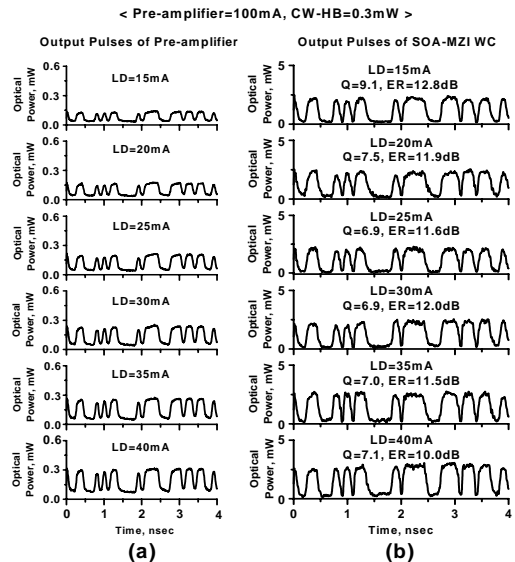 < Pre-amplifier=100mA, CW-HB=0.3mW >
Output Pulses of Pre-amplifier
Output Pulses of SOA-MZI WC
Optical
Power, mW
0.6
0.3
0.0
LD=15mA
Optical
Power, mW
0.6
0.3
0.0
LD=20mA
Optical
Power, mW
0.6
0.3
0.0
LD=25mA
Optical
Power, mW
0.6
0.3
0.0
LD=30mA
Optical
Power, mW
0.6
0.3
0.0
LD=35mA
Optical
Power, mW
0.6
0.3
0.0
LD=40mA
0 1 2 3 4
Time, nsec
(a)
Optical
Power, mW
5
0
LD=15mA
Q=9.1, ER=12.8dB
Optical
Power, mW
5
0
LD=20mA
Q=7.5, ER=11.9dB
Optical
Power, mW
5
0
LD=25mA
Q=6.9, ER=11.6dB
Optical
Power, mW
5
0
LD=30mA
Q=6.9, ER=12.0dB
Optical
Power, mW
5
0
LD=35mA
Q=7.0, ER=11.5dB
Optical
Power, mW
5
0
LD=40mA
Q=7.1, ER=10.0dB
0 1 2 3 4
Time, nsec
(b)